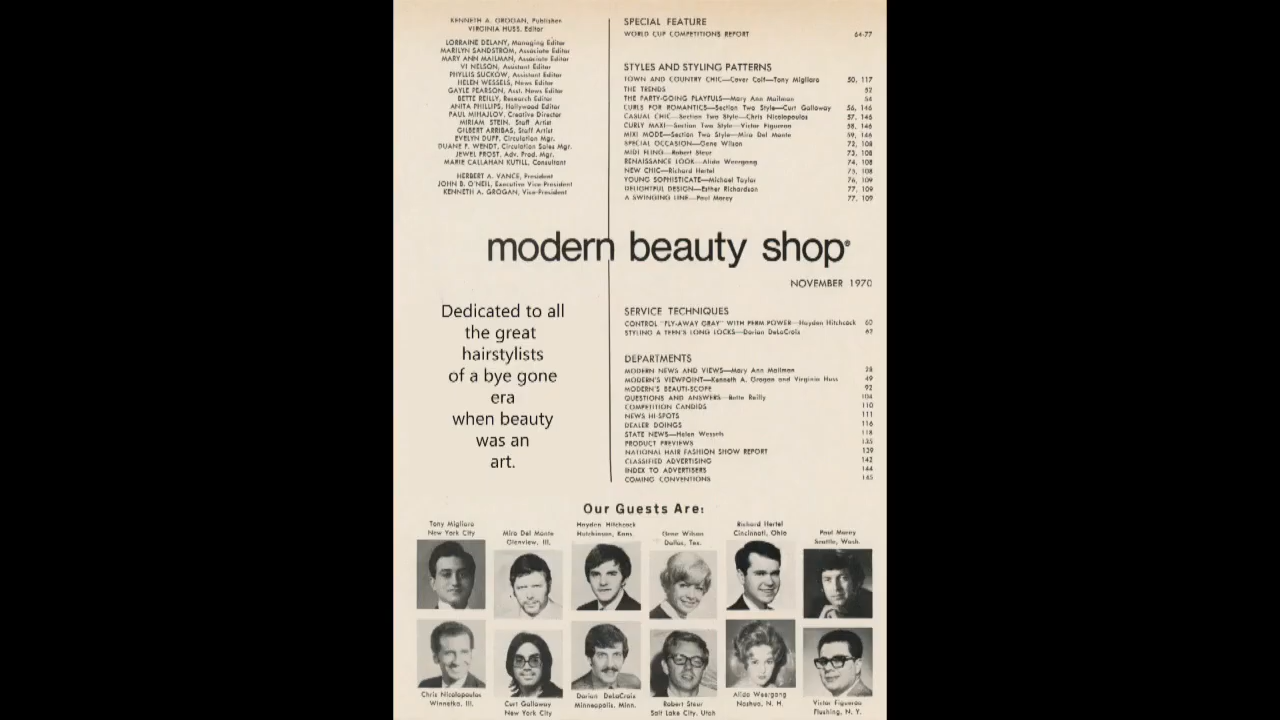 KENNETH A. GROGAN, Publisher
VIRGINIA HUSS, Editor
LORRAINE DELANY, Managing Editor
MARILYN SANDSTROM, Associate Editor
MARY ANN MAILMAN, Associate Editor
VI NELSON, Assistant Editor
PHYLLIS SUCKOW, Assistant Editor
HELEN WESSELS, News Editor
GAYLE PEARSON, Asst. News Editor
BETTE REILLY, Research Editor
ANITA PHILLIPS, Hollywood Editor
PAUL MIHAJLOV, Creative Director
MIRIAM STEIN, Staff Artist
GILBERT ARRIBAS, Staff Artist
EVELYN DUFF, Circulation Mgr.
DUANE F. WENDT, Circulation Sales Mgr.
JEWEL FROST, Adv. Prod. Mgr.
MARIE CALLAHAN KUTILL, Consultant
HERBERT A. VANCE, President
JOHN B. O'NEIL, Executive Vice-President
KENNETH A. GROGAN, Vice-President
SPECIAL FEATURE
WORLD CUP COMPETITIONS REPORT 64-77
STYLES AND STYLING PATTERNS
TOWN AND COUNTRY CHIC—Cover Coif—Tony Migliaro 50, 117
THE TRENDS 52
THE PARTY-GOING PLAYFULS—Mary Ann Mailman 54
CURLS FOR ROMANTICS—Section Two Style—Curt Galloway 56, 146
CASUAL CHIC—Section Two Style—Chris Nicolopoulos 57, 146
CURLY MAXI—Section Two Style—Victor Figueroa 58, 146
MIXI MODE—Section Two Style—Miro Del Monte 59, 146
SPECIAL OCCASION—Gene Wilson 72, 108
MIDI FLING—Robert Steur 73, 108
RENAISSANCE LOOK—Alida Weergang 74, 108
NEW CHIC—Richard Hertel 75, 108
YOUNG SOPHISTICATE—Michael Taylor 76, 109
DELIGHTFUL DESIGN—Esther Richardson 77, 109
A SWINGING LINE—Paul Morey 77, 109
modern beauty shop®
NOVEMBER 1970
Dedicated to all
the great
hairstylists
of a bye gone
era
when beauty
was an
art.
SERVICE TECHNIQUES
CONTROL "FLY-AWAY GRAY" WITH PERM POWER—Hayden Hitchcock 60
STYLING A TEEN'S LONG LOCKS—Dorian DeLaCroix 62
DEPARTMENTS
MODERN NEWS AND VIEWS—Mary Ann Mailman 28
MODERN'S VIEWPOINT—Kenneth A. Grogan and Virginia Huss 49
MODERN'S BEAUTI-SCOPE 92
QUESTIONS AND ANSWERS—Bette Reilly 104
COMPETITION CANDIDS 110
NEWS HI-SPOTS 111
DEALER DOINGS 116
STATE NEWS—Helen Wessels 118
PRODUCT PREVIEWS 135
NATIONAL HAIR FASHION SHOW REPORT 139
CLASSIFIED ADVERTISING 142
INDEX TO ADVERTISERS 144
COMING CONVENTIONS 145
Our Guests Are:
Tony Migliaro
New York City
Miro Del Monte
Glenview, Ill.
Hayden Hitchcock
Hutchinson, Kans.
Gene Wilson
Dallas, Tex.
Richard Hertel
Cincinnati, Ohio
Paul Morey
Seattle, Wash.
Chris Nicolopoulos
Winnetka, Ill.
Curt Galloway
New York City
Dorian DeLaCroix
Minneapolis, Minn.
Robert Steur
Salt Lake City, Utah
Alida Weergang
Nashua, N. H.
Victor Figueroa
Flushing, N. Y.